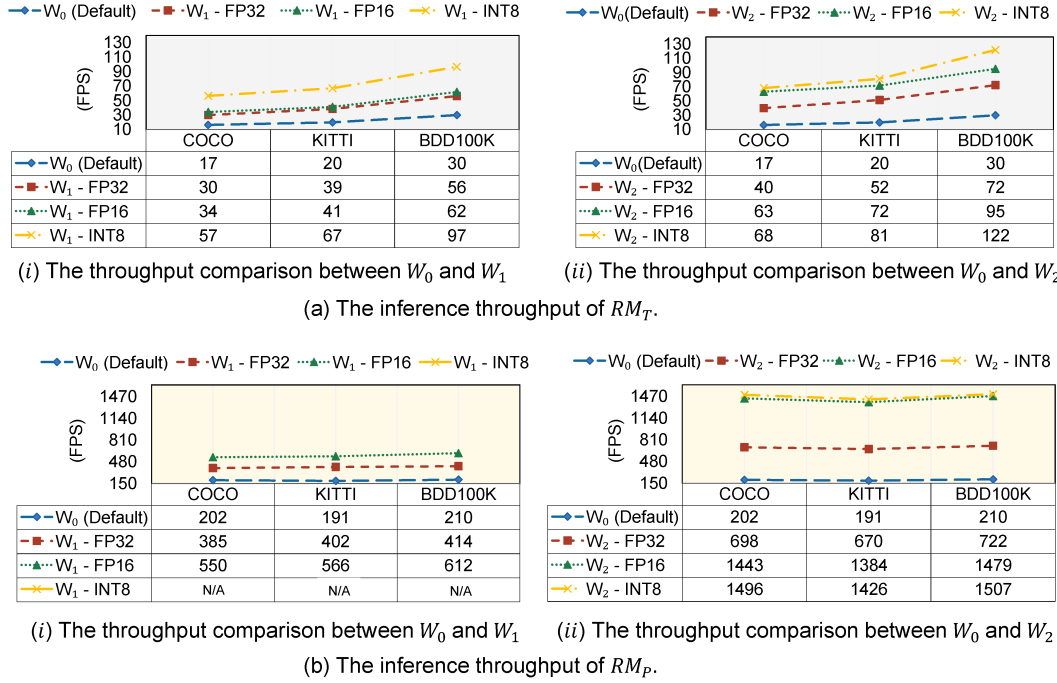 W₀(Default) W₁ - FP32 W₁ - FP16 W₁ - INT8
(FPS)
130
110
90
70
50
30
10
COCO KITTI BDD100K
W₀ (Default) 17 20 30
W₁ - FP32 30 39 56
W₁ - FP16 34 41 62
W₁ - INT8 57 67 97
(i) The throughput comparison between W₀ and W₁
W₀(Default) W₂ - FP32 W₂ - FP16 W₂ - INT8
(FPS)
130
110
90
70
50
30
10
COCO KITTI BDD100K
W₀ (Default) 17 20 30
W₂ - FP32 40 52 72
W₂ - FP16 63 72 95
W₂ - INT8 68 81 122
(ii) The throughput comparison between W₀ and W₂
(a) The inference throughput of RM_T.
W₀ (Default) W₁ - FP32 W₁ - FP16 W₁ - INT8
(FPS)
1470
1140
810
480
150
COCO KITTI BDD100K
W₀ (Default) 202 191 210
W₁ - FP32 385 402 414
W₁ - FP16 550 566 612
W₁ - INT8 N/A N/A N/A
(i) The throughput comparison between W₀ and W₁
W₀ (Default) W₂ - FP32 W₂ - FP16 W₂ - INT8
(FPS)
1470
1140
810
480
150
COCO KITTI BDD100K
W₀ (Default) 202 191 210
W₂ - FP32 698 670 722
W₂ - FP16 1443 1384 1479
W₂ - INT8 1496 1426 1507
(ii) The throughput comparison between W₀ and W₂
(b) The inference throughput of RM_P.